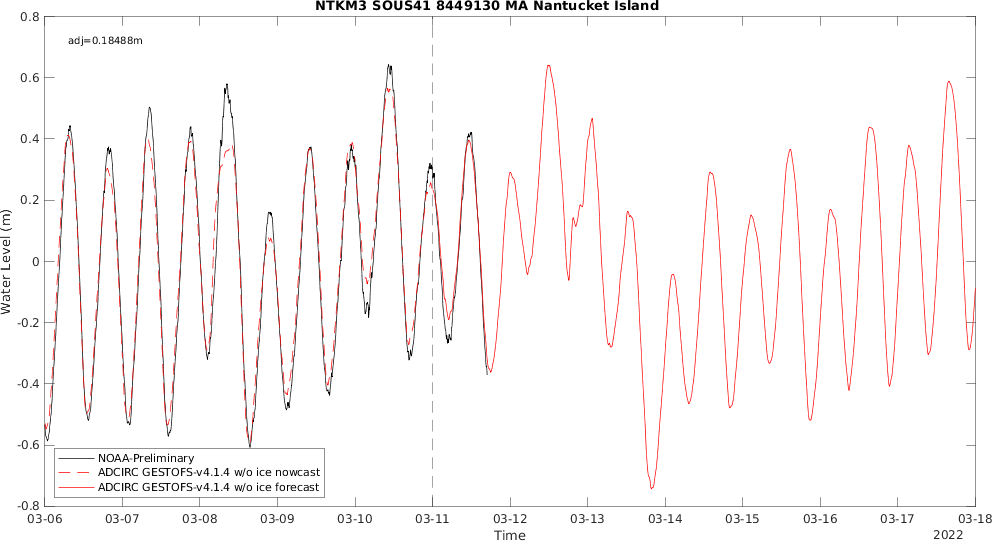 NTKM3 SOUS41 8449130 MA Nantucket Island
adj=0.18488m
0.8
0.6
0.4
0.2
0
-0.2
-0.4
-0.6
-0.8
Water Level (m)
NOAA-Preliminary
ADCIRC GESTOFS-v4.1.4 w/o ice nowcast
ADCIRC GESTOFS-v4.1.4 w/o ice forecast
03-06 03-07 03-08 03-09 03-10 03-11 03-12 03-13 03-14 03-15 03-16 03-17 03-18
Time
2022